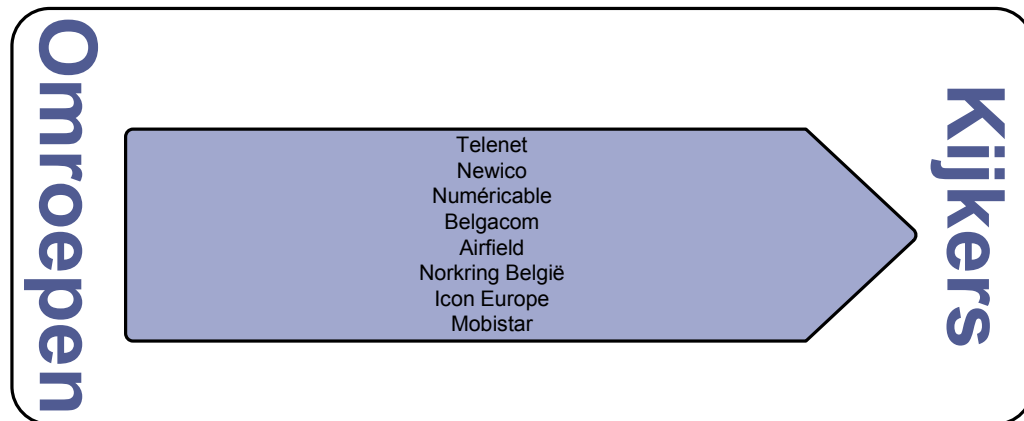 Omroepen
Telenet
Newico
Numéricable
Belgacom
Airfield
Norkring België
Icon Europe
Mobistar
Kijkers